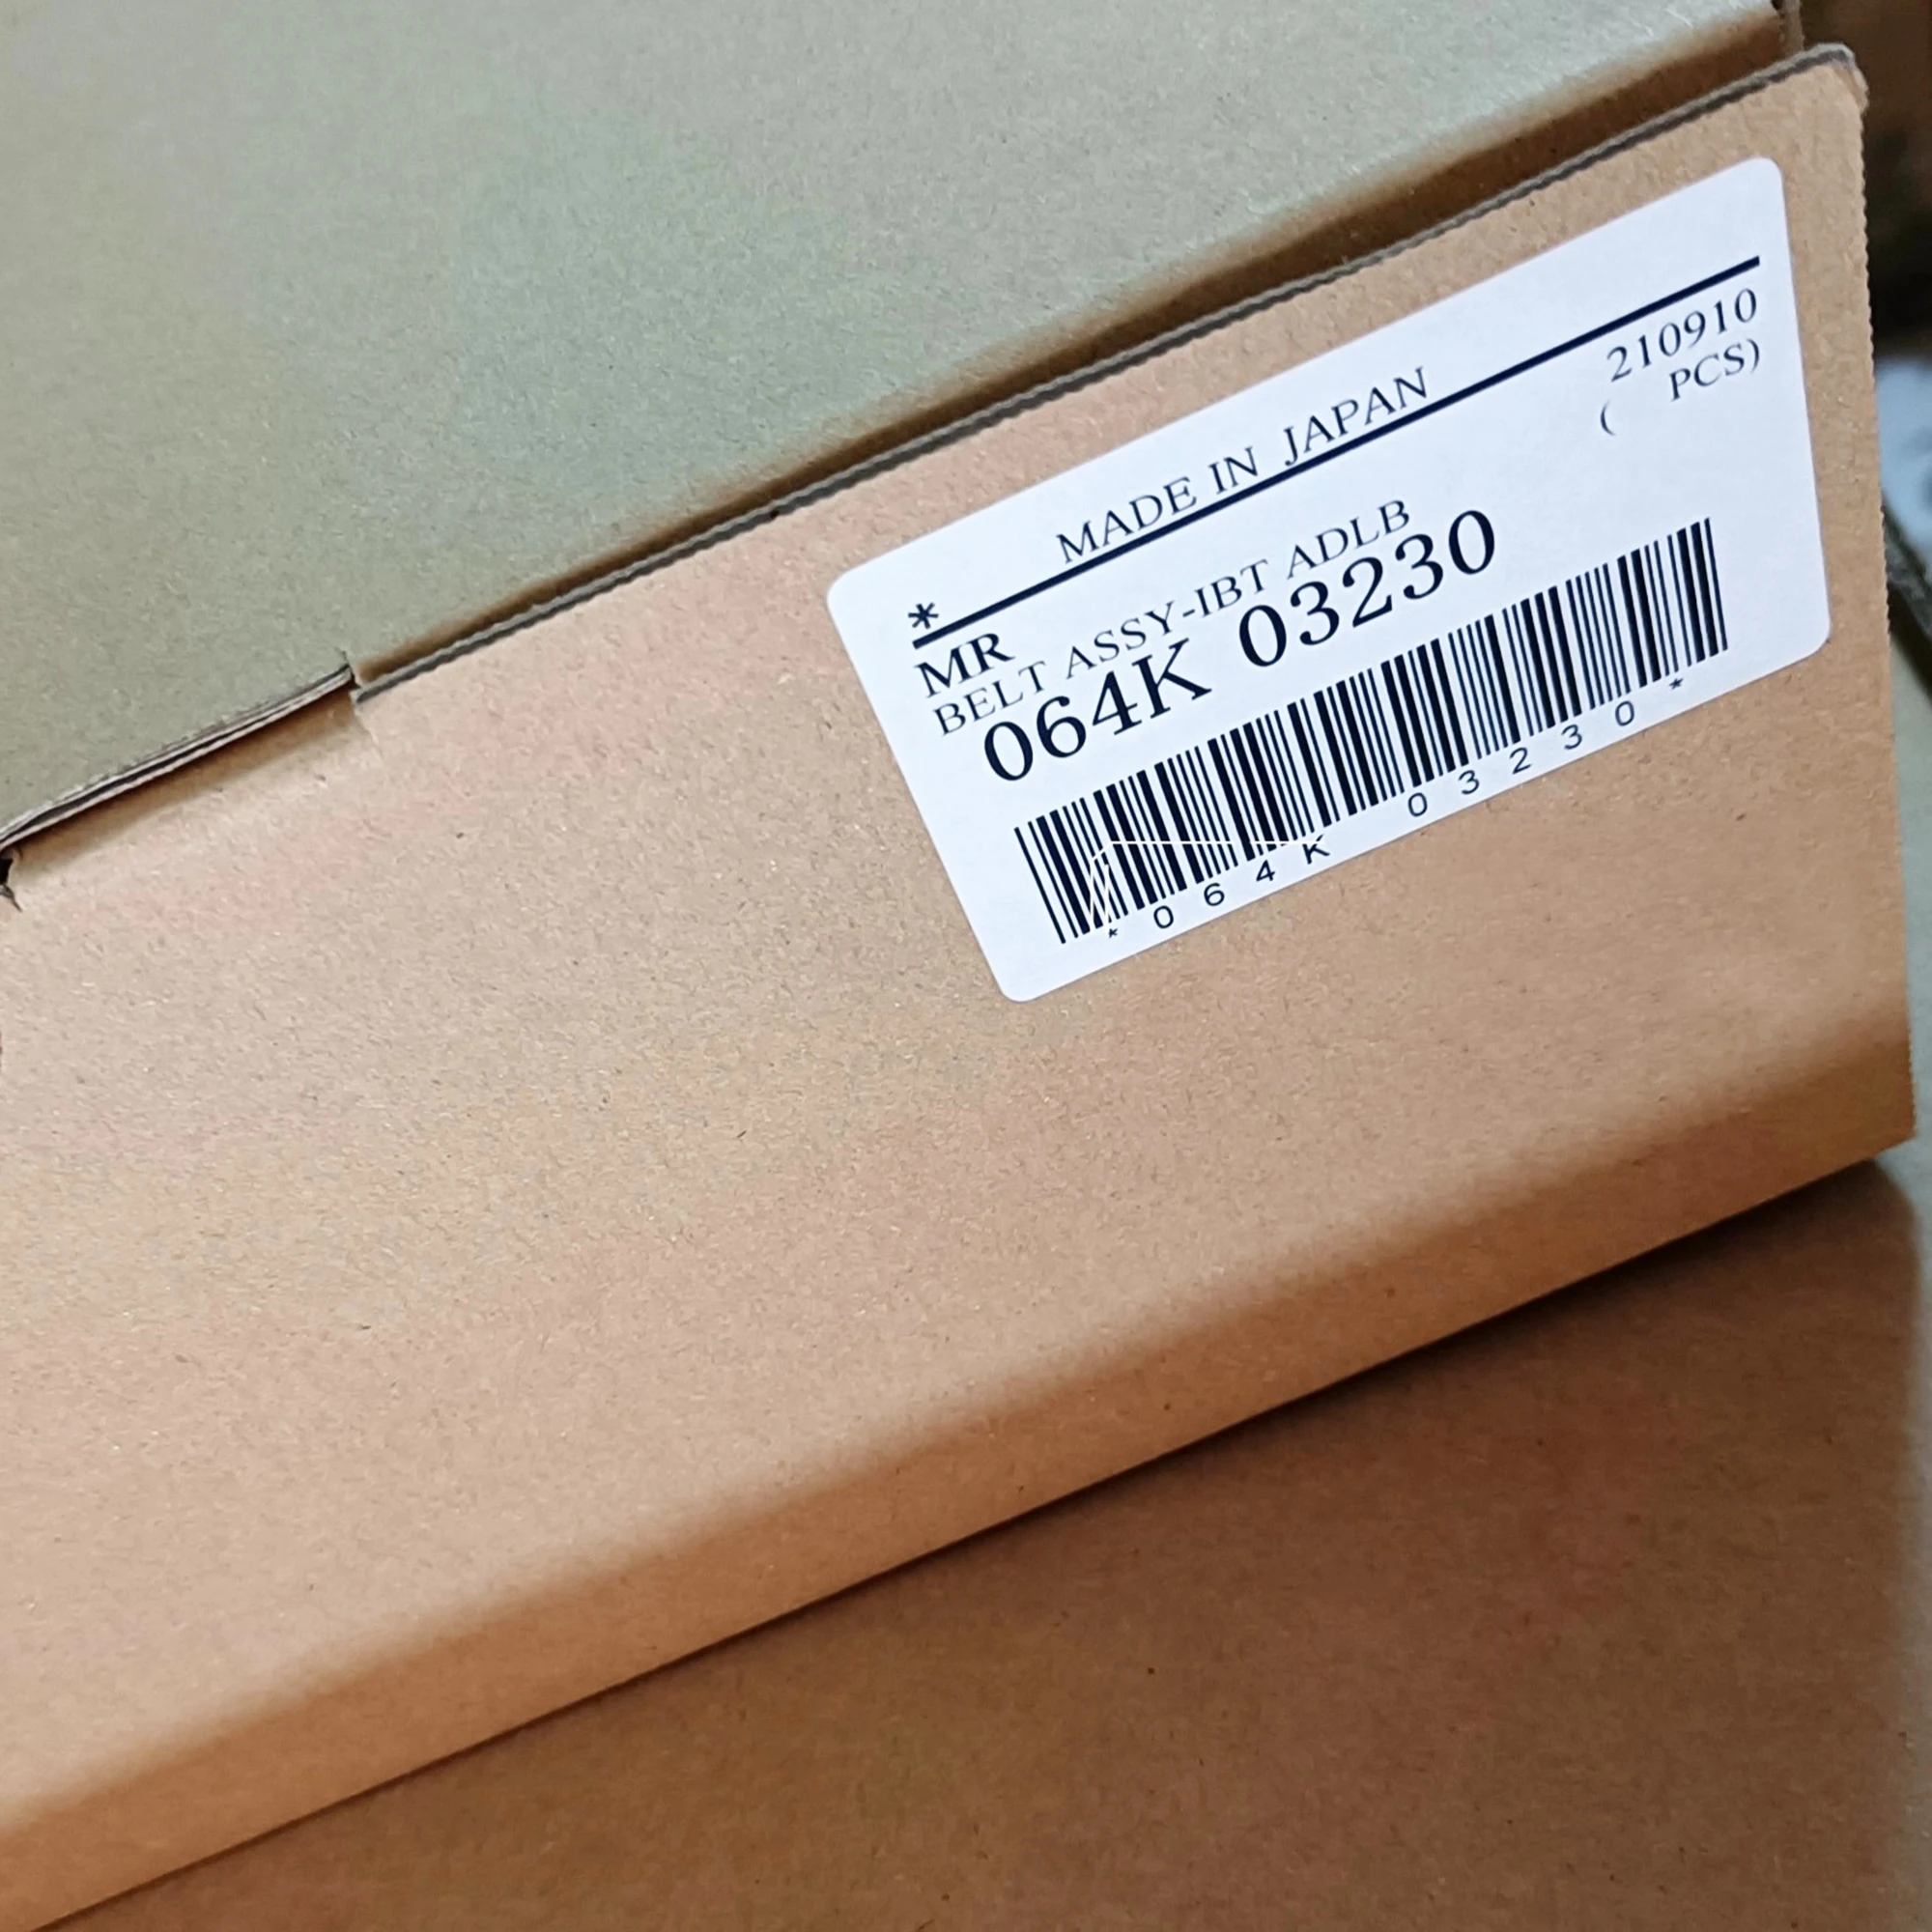 MADE IN JAPAN
*
MR 210910
BELT ASSY-IBT ADLB ( PCS)
064K 03230
*064K 03230*